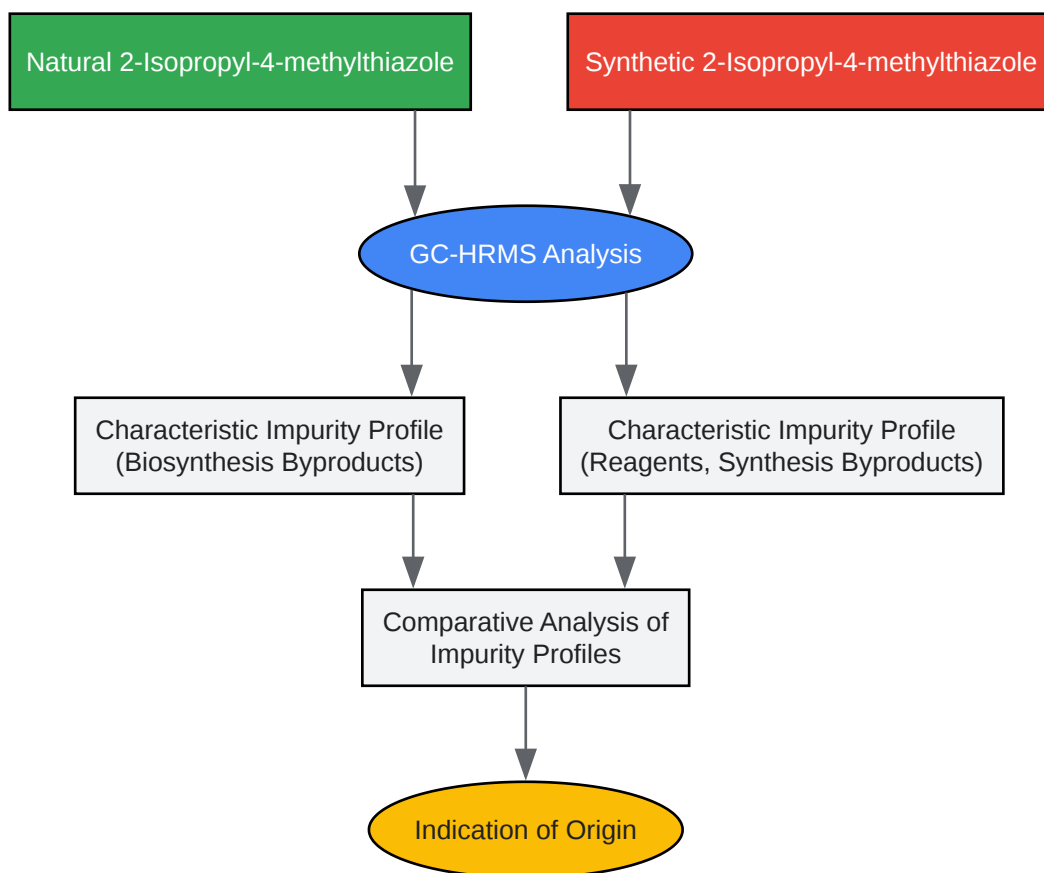 Natural 2-Isopropyl-4-methylthiazole
Synthetic 2-Isopropyl-4-methylthiazole
GC-HRMS Analysis
Characteristic Impurity Profile
(Biosynthesis Byproducts)
Characteristic Impurity Profile
(Reagents, Synthesis Byproducts)
Comparative Analysis of
Impurity Profiles
Indication of Origin